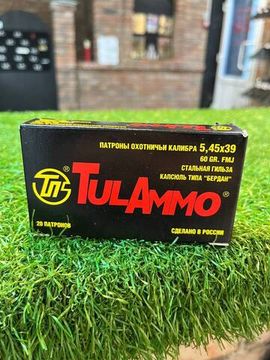 ПАТРОНЫ ОХОТНИЧЬИ КАЛИБРА 5,45x39
60 GR. FMJ
СТАЛЬНАЯ ГИЛЬЗА
КАПСЮЛЬ ТИПА "БЕРДАН"
TULAMMO®
20 ПАТРОНОВ
СДЕЛАНО В РОССИИ